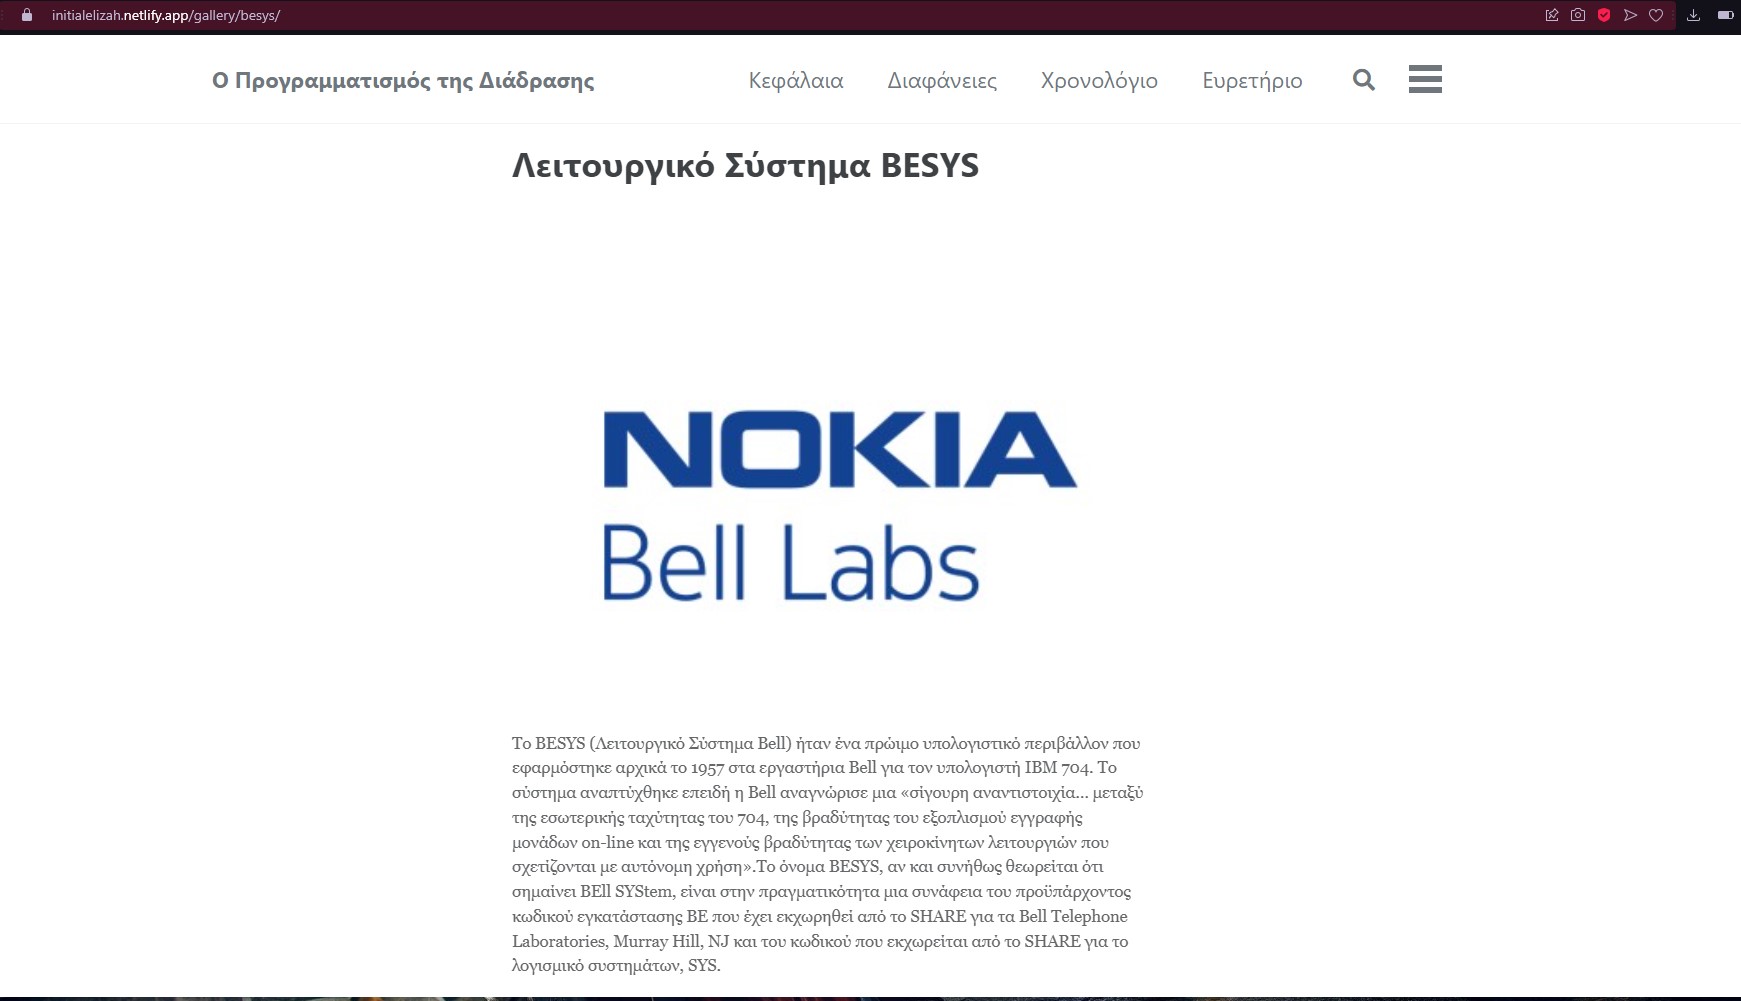 initialelizah.netlify.app/gallery/besys/
Ο Προγραμματισμός της Διάδρασης
Κεφάλαια Διαφάνειες Χρονολόγιο Ευρετήριο
Λειτουργικό Σύστημα BESYS
NOKIA
Bell Labs
Το BESYS (Λειτουργικό Σύστημα Bell) ήταν ένα πρώιμο υπολογιστικό περιβάλλον που
εφαρμόστηκε αρχικά το 1957 στα εργαστήρια Bell για τον υπολογιστή IBM 704. Το
σύστημα αναπτύχθηκε επειδή η Bell αναγνώρισε μια «σίγουρη αναντιστοιχία… μεταξύ
της εσωτερικής ταχύτητας του 704, της βραδύτητας του εξοπλισμού εγγραφής
μονάδων on-line και της εγγενούς βραδύτητας των χειροκίνητων λειτουργιών που
σχετίζονται με αυτόνομη χρήση».Το όνομα BESYS, αν και συνήθως θεωρείται ότι
σημαίνει BEll SYStem, είναι στην πραγματικότητα μια συνάφεια του προϋπάρχοντος
κωδικού εγκατάστασης BE που έχει εκχωρηθεί από το SHARE για τα Bell Telephone
Laboratories, Murray Hill, NJ και του κωδικού που εκχωρείται από το SHARE για το
λογισμικό συστημάτων, SYS.